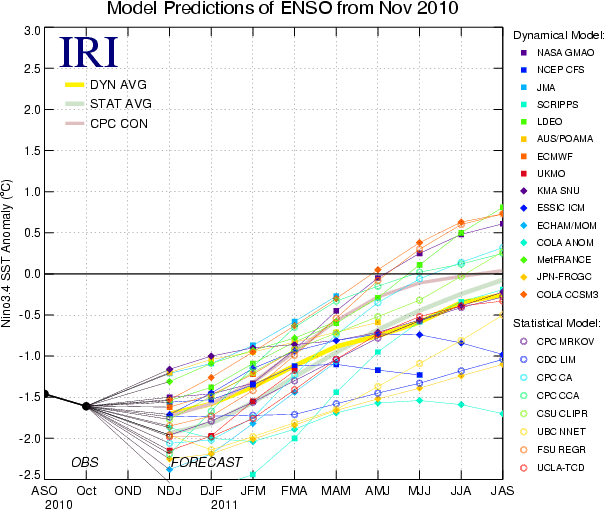 Model Predictions of ENSO from Nov 2010
IRI
DYN AVG
STAT AVG
CPC CON
Nino3.4 SST Anomaly (°C)
3.0
2.5
2.0
1.5
1.0
0.5
0.0
-0.5
-1.0
-1.5
-2.0
-2.5
OBS
FORECAST
ASO
Oct
OND
NDJ
DJF
JFM
FMA
MAM
AMJ
MJJ
JJA
JAS
2010
2011
Dynamical Model:
NASA GMAO
NCEP CFS
JMA
SCRIPPS
LDEO
AUS/POAMA
ECMWF
UKMO
KMA SNU
ESSIC ICM
ECHAM/MOM
COLA ANOM
MetFRANCE
JPN-FRCGC
COLA CCSM3
Statistical Model:
CPC MRKOV
CDC LIM
CPC CA
CPC CCA
CSU CLIPR
UBC NNET
FSU REGR
UCLA-TCD